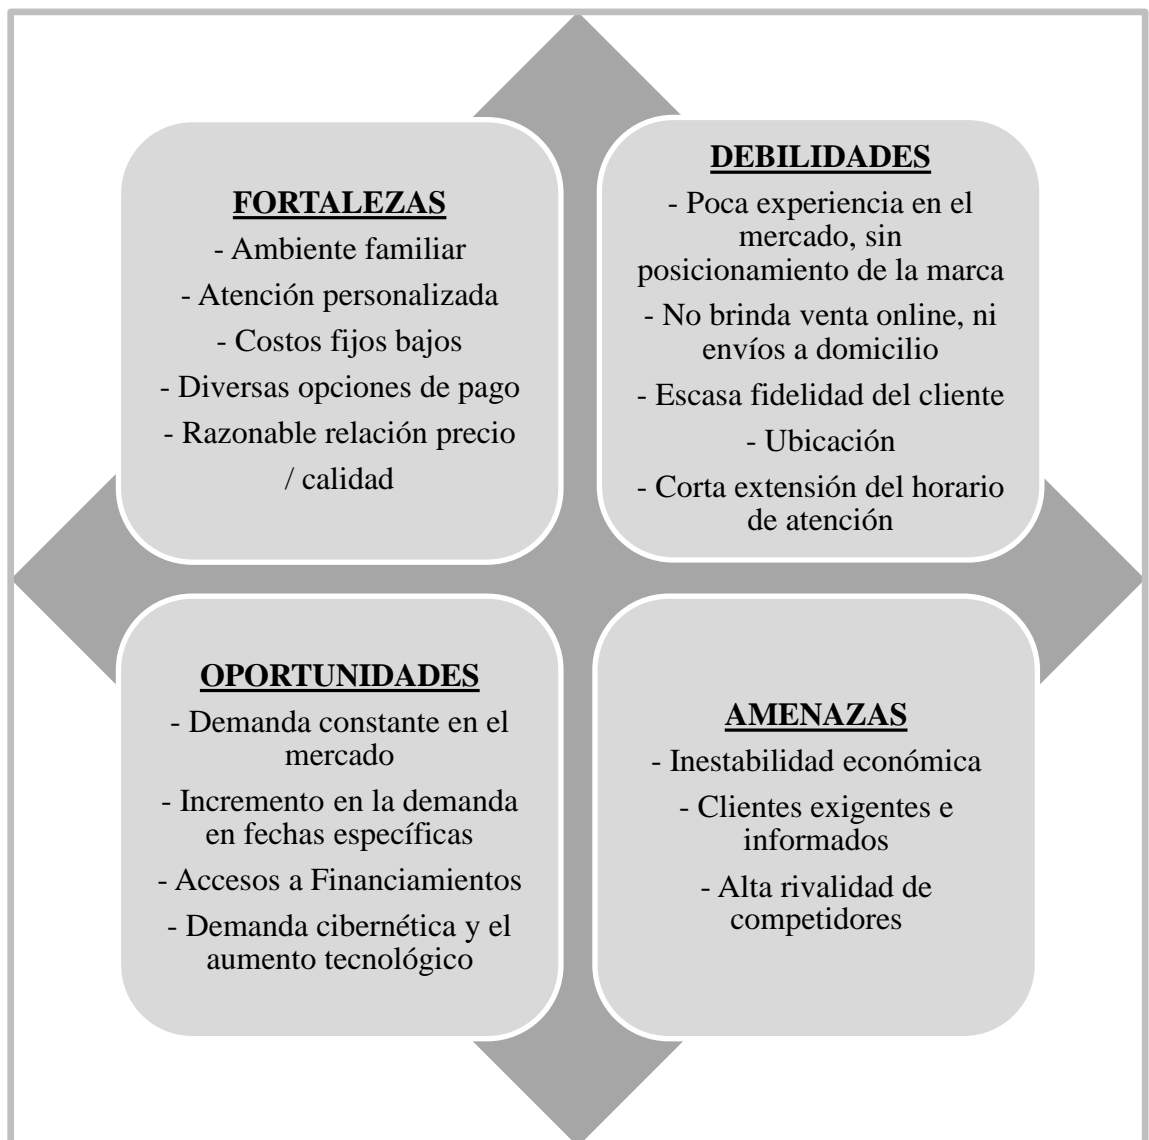 FORTALEZAS
- Ambiente familiar
- Atención personalizada
- Costos fijos bajos
- Diversas opciones de pago
- Razonable relación precio
/ calidad
DEBILIDADES
- Poca experiencia en el
mercado, sin
posicionamiento de la marca
- No brinda venta online, ni
envíos a domicilio
- Escasa fidelidad del cliente
- Ubicación
- Corta extensión del horario
de atención
OPORTUNIDADES
- Demanda constante en el
mercado
- Incremento en la demanda
en fechas específicas
- Accesos a Financiamientos
- Demanda cibernética y el
aumento tecnológico
AMENAZAS
- Inestabilidad económica
- Clientes exigentes e
informados
- Alta rivalidad de
competidores